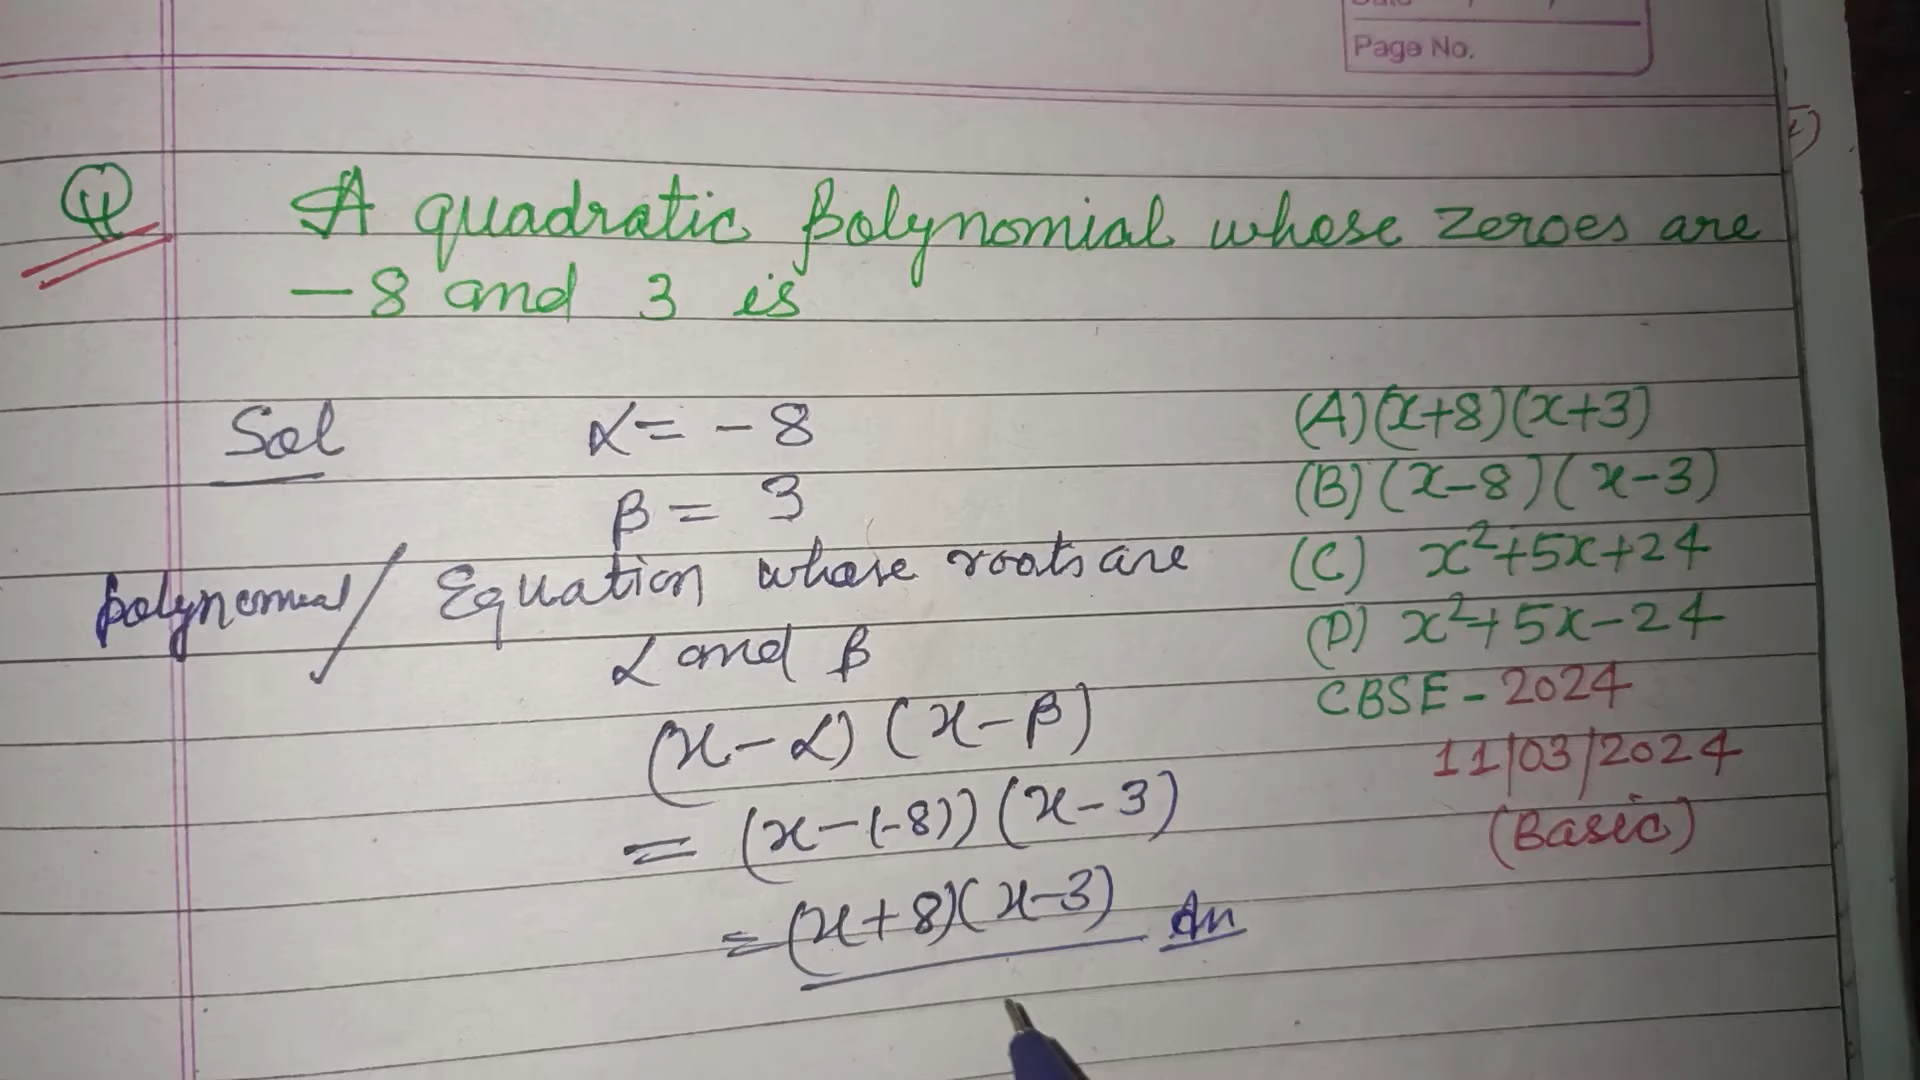 Page No.
Q A quadratic polynomial whose zeroes are
-8 and 3 is
Sol α = -8
β = 3
polynomial / Equation whose roots are
α and β
(x-α) (x-β)
= (x-(-8)) (x-3)
= (x+8)(x-3) An
(A) (x+8)(x+3)
(B) (x-8)(x-3)
(C) x²+5x+24
(D) x²+5x-24
CBSE - 2024
11/03/2024
(Basic)